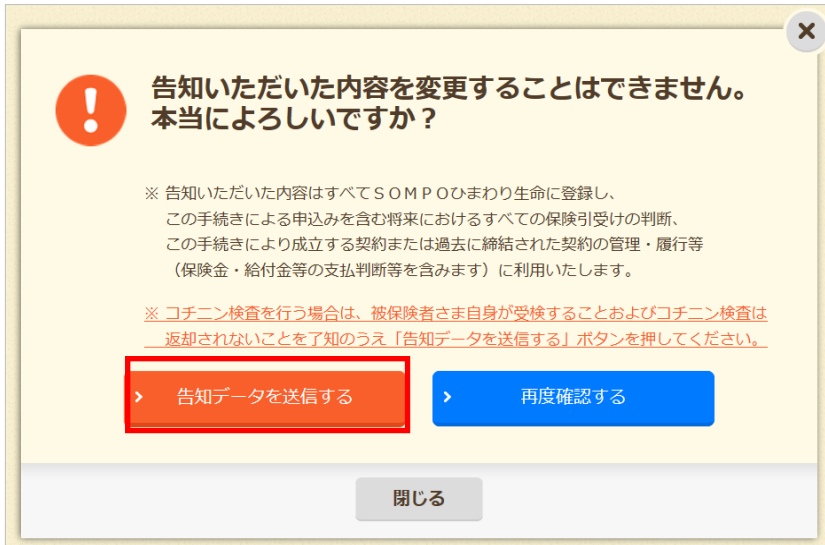 告知いただいた内容を変更することはできません。
本当によろしいですか？
※ 告知いただいた内容はすべてＳＯＭＰＯひまわり生命に登録し、
この手続きによる申込みを含む将来におけるすべての保険引受けの判断、
この手続きにより成立する契約または過去に締結された契約の管理・履行等
（保険金・給付金等の支払判断等を含みます）に利用いたします。
※ コチニン検査を行う場合は、被保険者さま自身が受検することおよびコチニン検査は
返却されないことを了知のうえ「告知データを送信する」ボタンを押してください。
告知データを送信する
再度確認する
閉じる